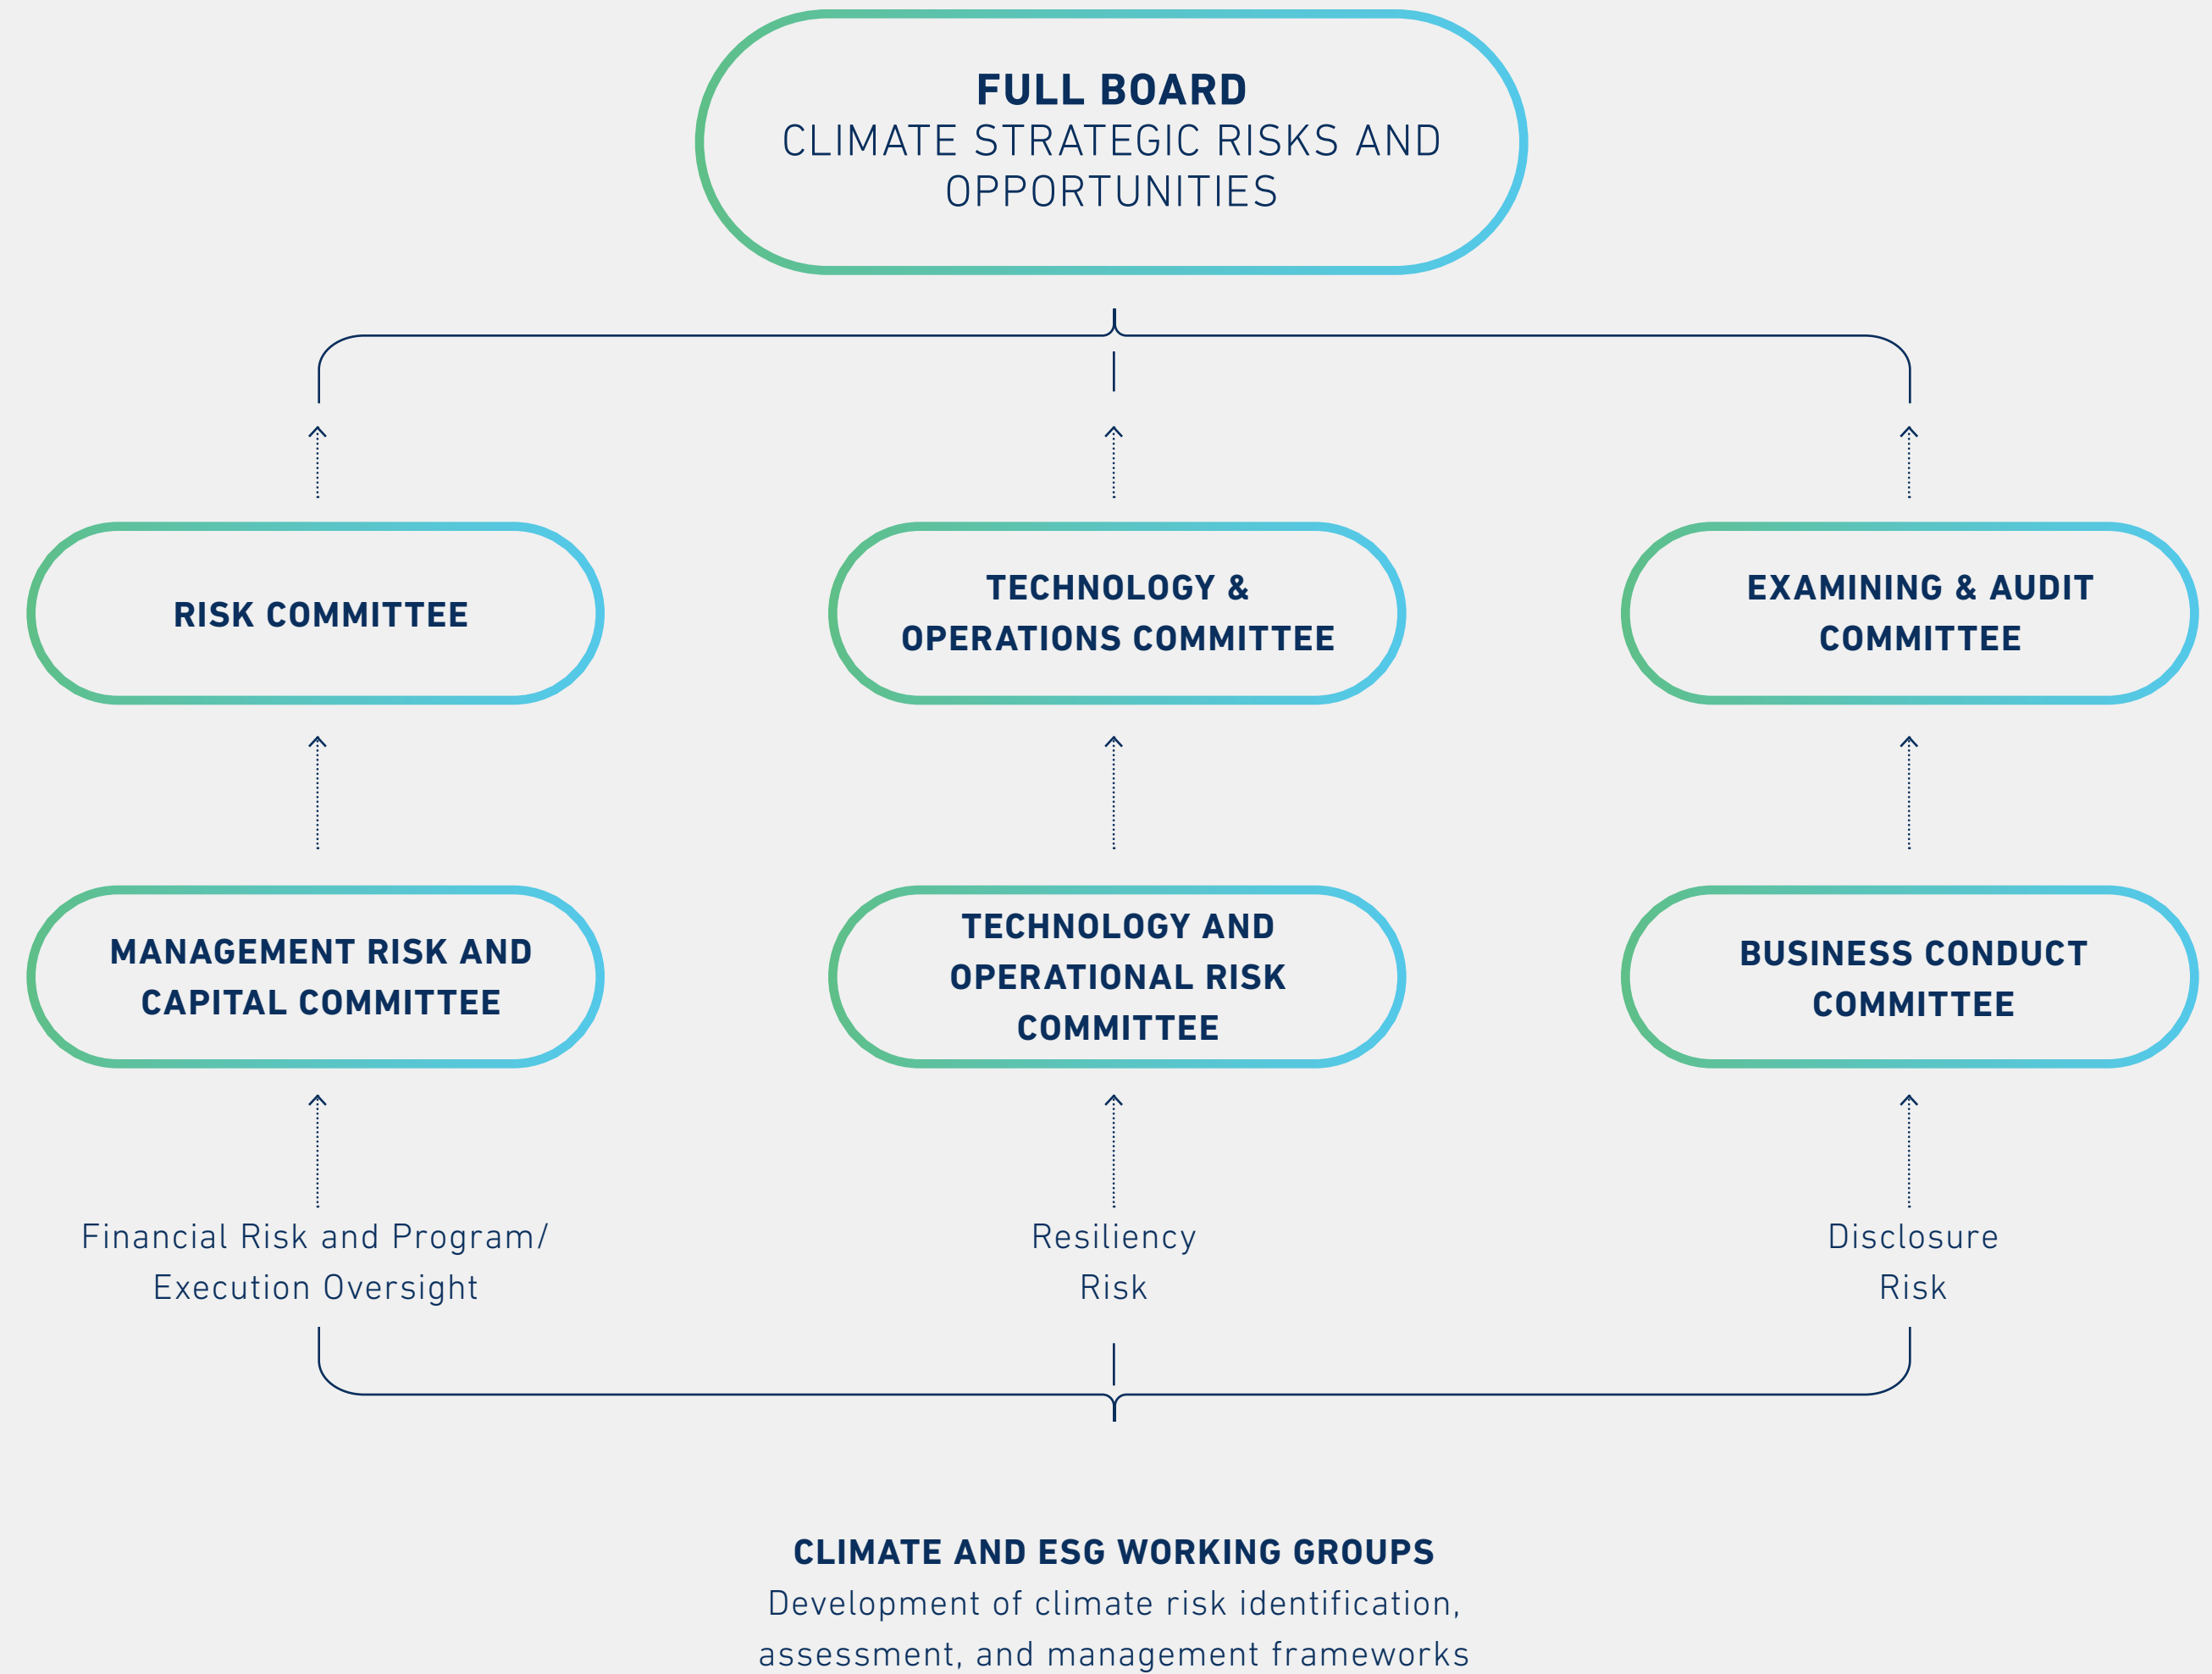 FULL BOARD
CLIMATE STRATEGIC RISKS AND
OPPORTUNITIES
RISK COMMITTEE
TECHNOLOGY &
OPERATIONS COMMITTEE
EXAMINING & AUDIT
COMMITTEE
MANAGEMENT RISK AND
CAPITAL COMMITTEE
TECHNOLOGY AND
OPERATIONAL RISK
COMMITTEE
BUSINESS CONDUCT
COMMITTEE
Financial Risk and Program/
Execution Oversight
Resiliency
Risk
Disclosure
Risk
CLIMATE AND ESG WORKING GROUPS
Development of climate risk identification,
assessment, and management frameworks